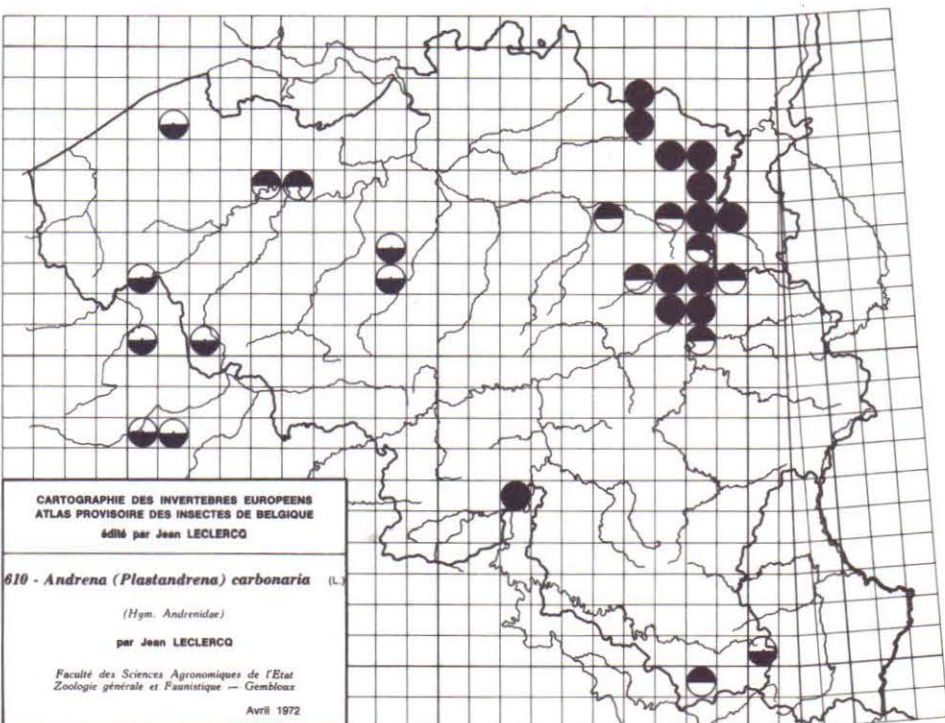 CARTOGRAPHIE DES INVERTEBRES EUROPEENS
ATLAS PROVISOIRE DES INSECTES DE BELGIQUE
édité par Jean LECLERCQ
610 - Andrena (Plastandrena) carbonaria (L.)
(Hym. Andrenidae)
par Jean LECLERCQ
Faculté des Sciences Agronomiques de l'Etat
Zoologie générale et Faunistique — Gembloux
Avril 1972